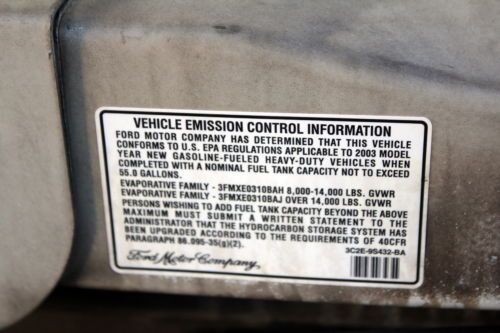 VEHICLE EMISSION CONTROL INFORMATION
FORD MOTOR COMPANY HAS DETERMINED THAT THIS VEHICLE
CONFORMS TO U.S. EPA REGULATIONS APPLICABLE TO 2003 MODEL
YEAR NEW GASOLINE-FUELED HEAVY-DUTY VEHICLES WHEN
COMPLETED WITH A NOMINAL FUEL TANK CAPACITY NOT TO EXCEED
55.0 GALLONS.
EVAPORATIVE FAMILY - 3FMXE0310BAH 8,000-14,000 LBS. GVWR
EVAPORATIVE FAMILY - 3FMXE0310BAJ OVER 14,000 LBS. GVWR
PERSONS WISHING TO ADD FUEL TANK CAPACITY BEYOND THE ABOVE
MAXIMUM MUST SUBMIT A WRITTEN STATEMENT TO THE
ADMINISTRATOR THAT THE HYDROCARBON STORAGE SYSTEM HAS
BEEN UPGRADED ACCORDING TO THE REQUIREMENTS OF 40CFR
PARAGRAPH 86.095-35(g)(2).
3C2E-9S432-BA
Ford Motor Company,